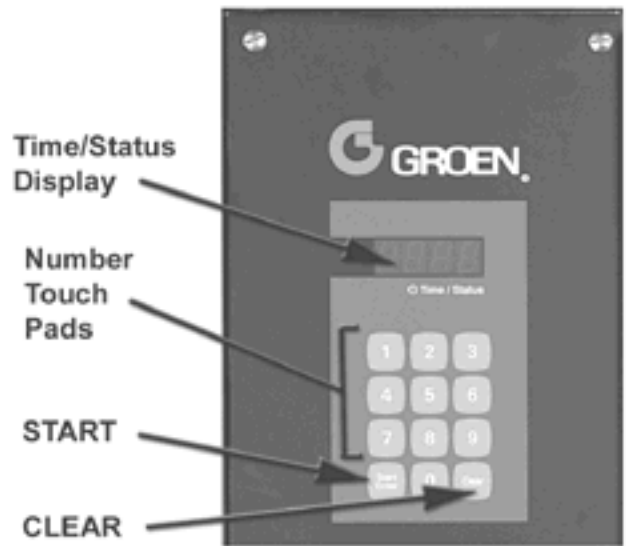 GROEN.
Time/Status
Display
Time / Status
Number
Touch
Pads
1 2 3
4 5 6
7 8 9
START
0
Clear
CLEAR